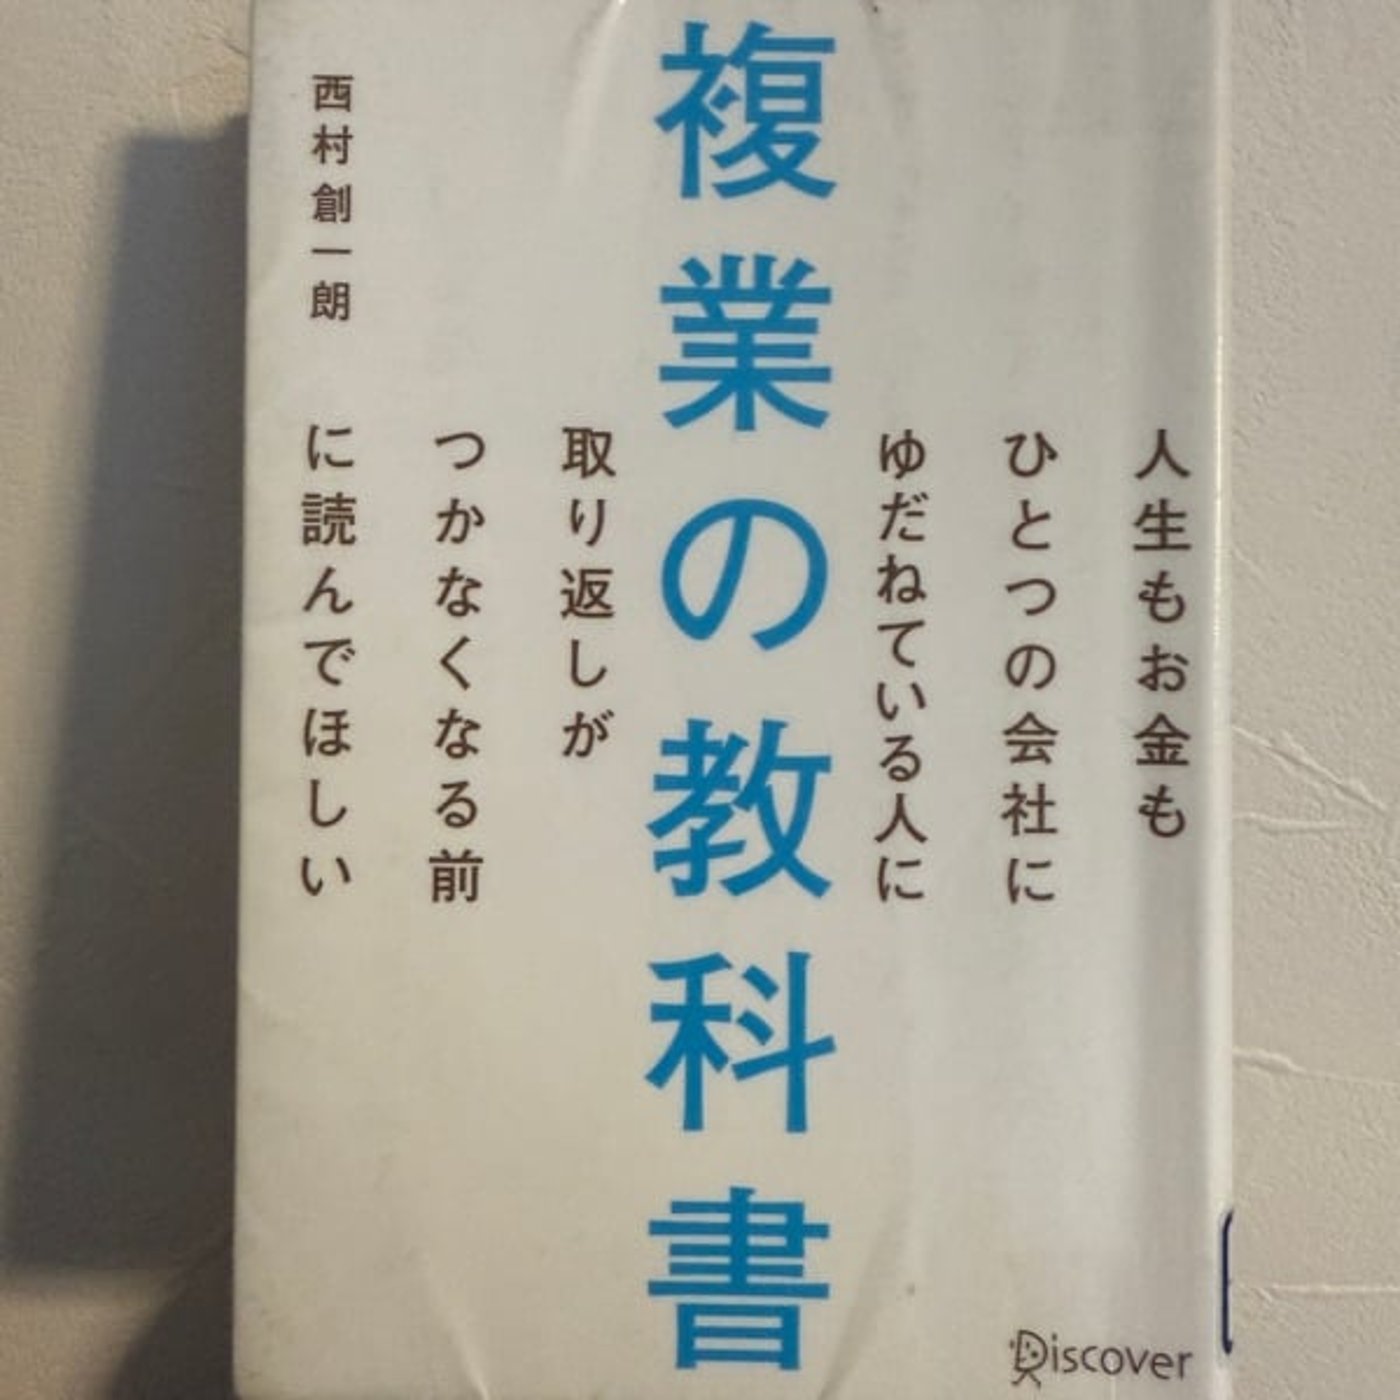 人生もお金も
ひとつの会社に
ゆだねている人に
複業の教科書
取り返しが
つかなくなる前
に読んでほしい
西村創一朗
Discover